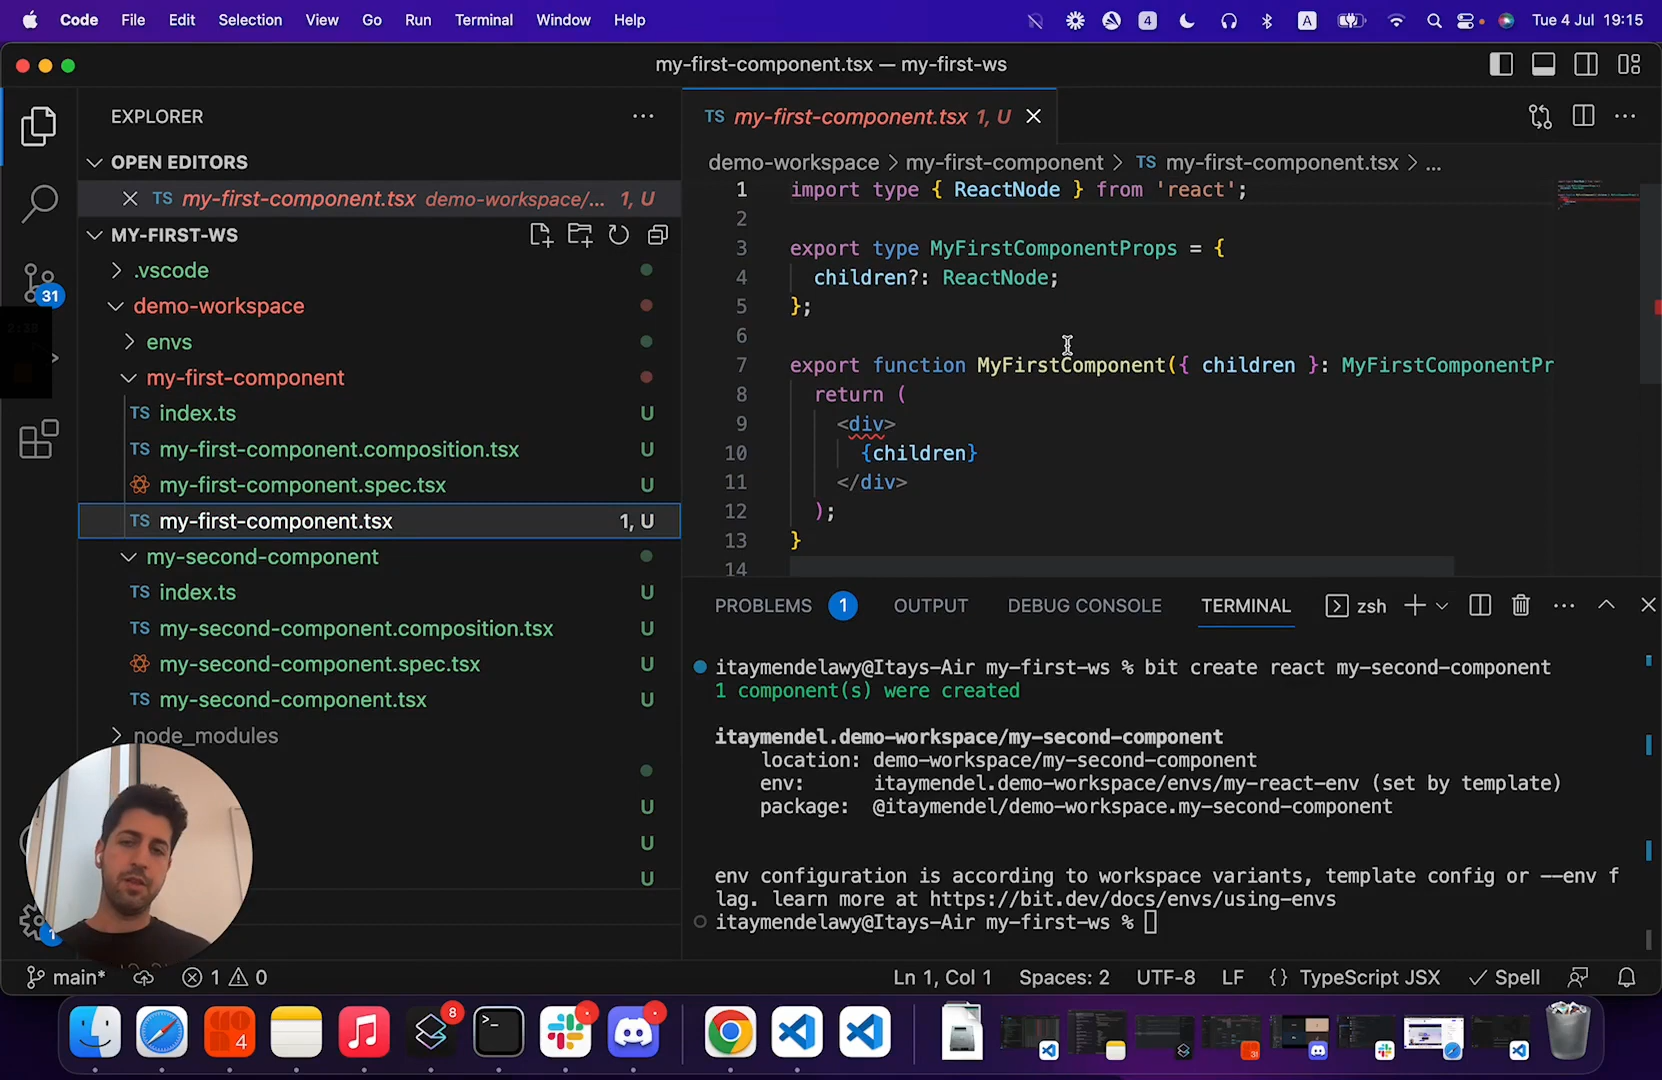 Code File Edit Selection View Go Run Terminal Window Help 4 A Tue 4 Jul 19:15
my-first-component.tsx — my-first-ws
EXPLORER
OPEN EDITORS
TS my-first-component.tsx demo-workspace/... 1, U
MY-FIRST-WS
.vscode
demo-workspace
envs
my-first-component
TS index.ts U
TS my-first-component.composition.tsx U
my-first-component.spec.tsx U
TS my-first-component.tsx 1, U
my-second-component
TS index.ts U
TS my-second-component.composition.tsx U
my-second-component.spec.tsx U
TS my-second-component.tsx U
node_modules
U
U
U
31
1
TS my-first-component.tsx 1, U
demo-workspace > my-first-component > TS my-first-component.tsx > ...
1 import type { ReactNode } from 'react';
2
3 export type MyFirstComponentProps = {
4 children?: ReactNode;
5 };
6
7 export function MyFirstComponent({ children }: MyFirstComponentPr
8 return (
9 <div>
10 {children}
11 </div>
12 );
13 }
14
PROBLEMS 1 OUTPUT DEBUG CONSOLE TERMINAL zsh
itaymendelawy@Itays-Air my-first-ws % bit create react my-second-component
1 component(s) were created
itaymendel.demo-workspace/my-second-component
location: demo-workspace/my-second-component
env: itaymendel.demo-workspace/envs/my-react-env (set by template)
package: @itaymendel/demo-workspace.my-second-component
env configuration is according to workspace variants, template config or --env f
lag. learn more at https://bit.dev/docs/envs/using-envs
itaymendelawy@Itays-Air my-first-ws %
main* 1 0 Ln 1, Col 1 Spaces: 2 UTF-8 LF {} TypeScript JSX Spell
4 8